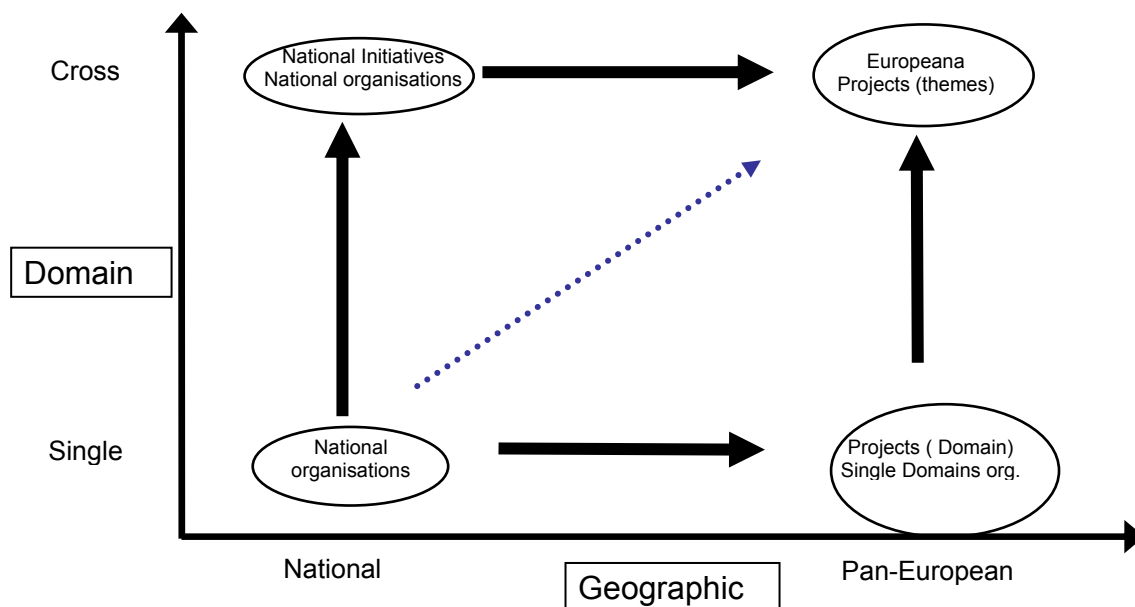 Cross
National Initiatives
National organisations
Europeana
Projects (themes)
Domain
Single
National
organisations
Projects ( Domain)
Single Domains org.
National
Geographic
Pan-European